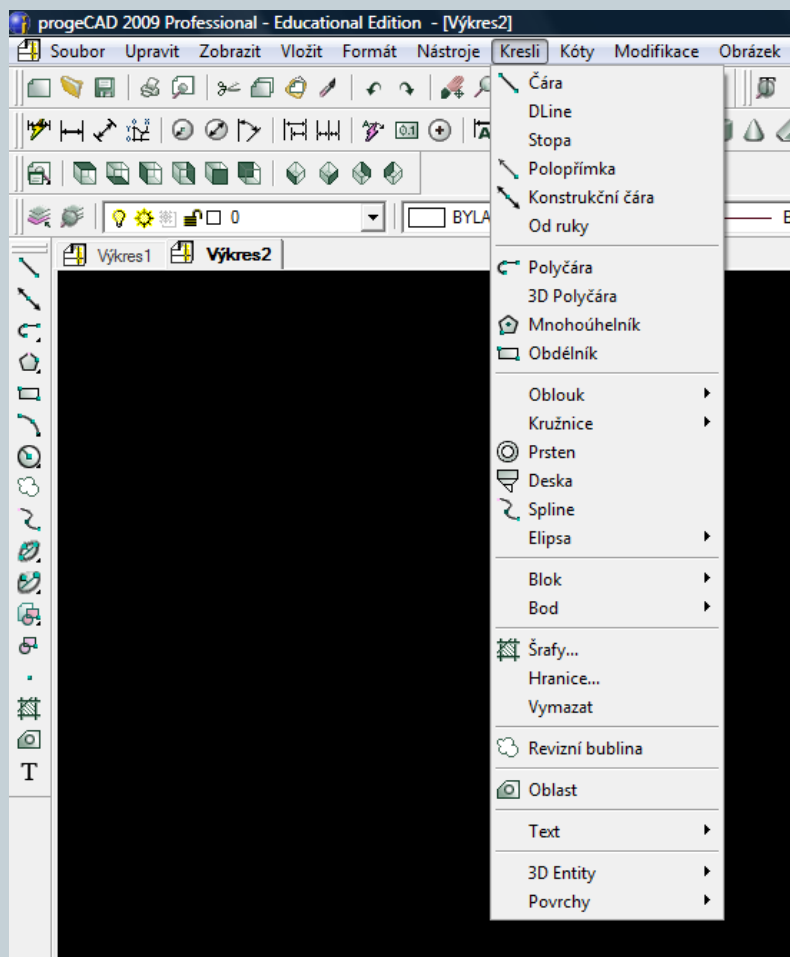 progeCAD 2009 Professional - Educational Edition - [Výkres2]
Soubor Upravit Zobrazit Vložit Formát Nástroje Kresli Kóty Modifikace Obrázek
0 BYLA
Výkres1 Výkres2
Čára
DLine
Stopa
Polopřímka
Konstrukční čára
Od ruky
Polyčára
3D Polyčára
Mnohoúhelník
Obdélník
Oblouk
Kružnice
Prsten
Deska
Spline
Elipsa
Blok
Bod
Šrafy...
Hranice...
Vymazat
Revizní bublina
Oblast
Text
3D Entity
Povrchy
T